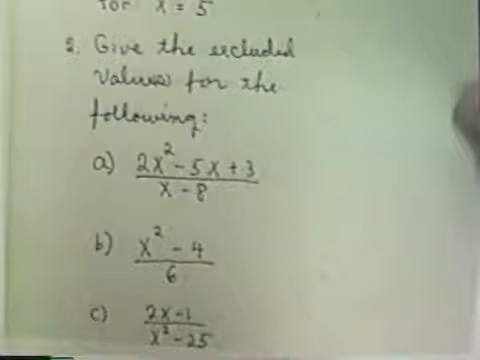 for x = 5
2. Give the excluded
values for the
following:
a) 2x² - 5x + 3
x - 8
b) x² - 4
6
c) 2x - 1
x² - 25